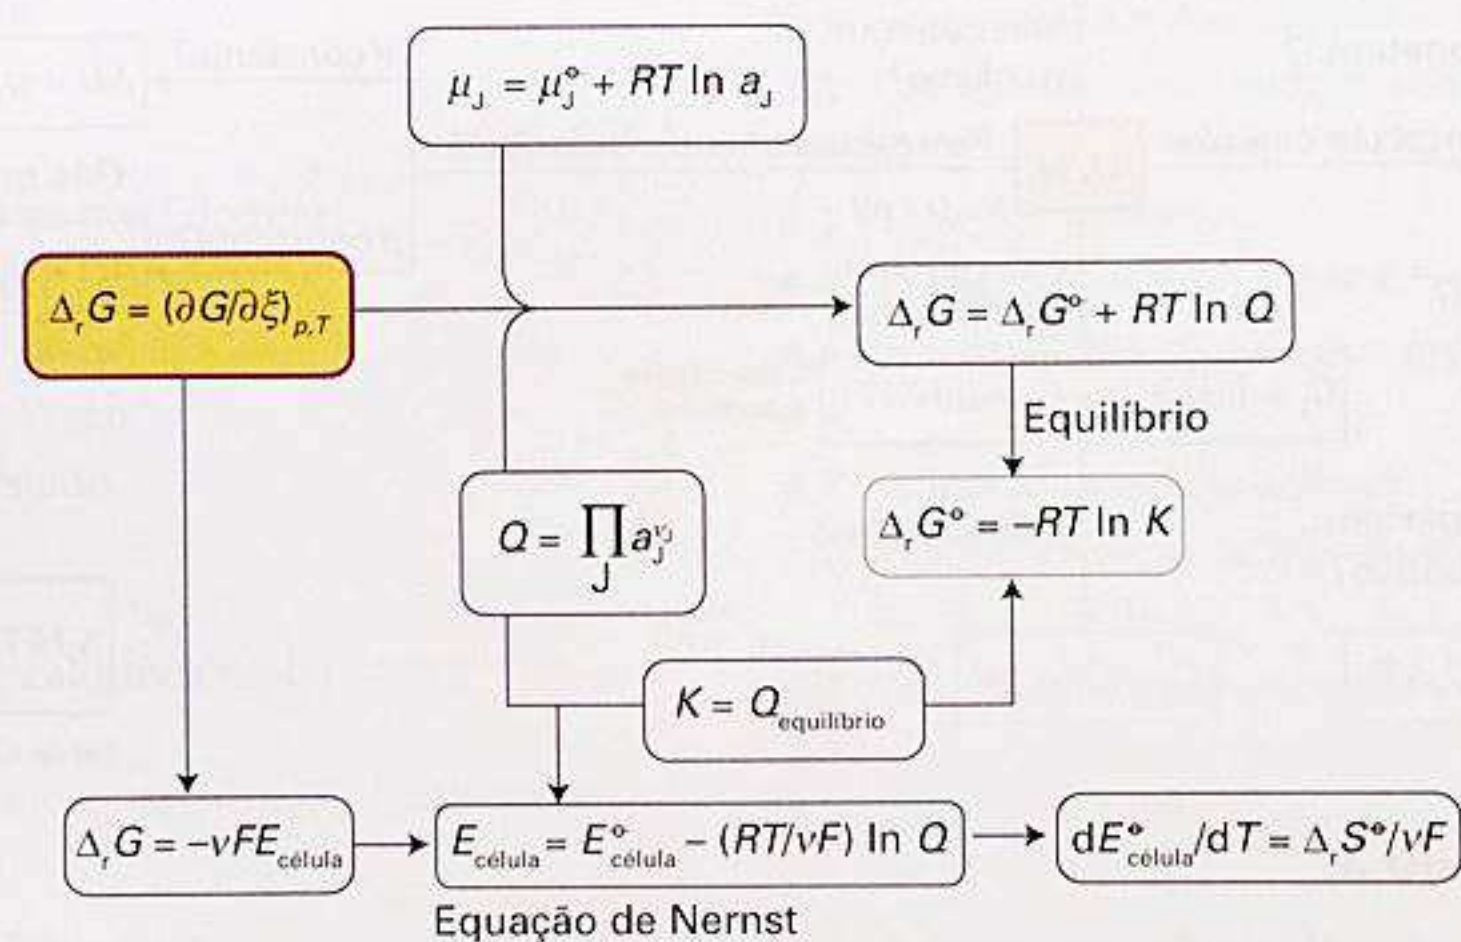 μ_J = μ_J° + RT ln a_J
Δ_rG = (∂G/∂ξ)_p,T
Δ_rG = Δ_rG° + RT ln Q
Equilíbrio
Q = ∏_J a_J^ν_J
Δ_rG° = –RT ln K
K = Q_equilíbrio
Δ_rG = –νFE_célula
E_célula = E°_célula – (RT/νF) ln Q
dE°_célula/dT = Δ_rS°/νF
Equação de Nernst